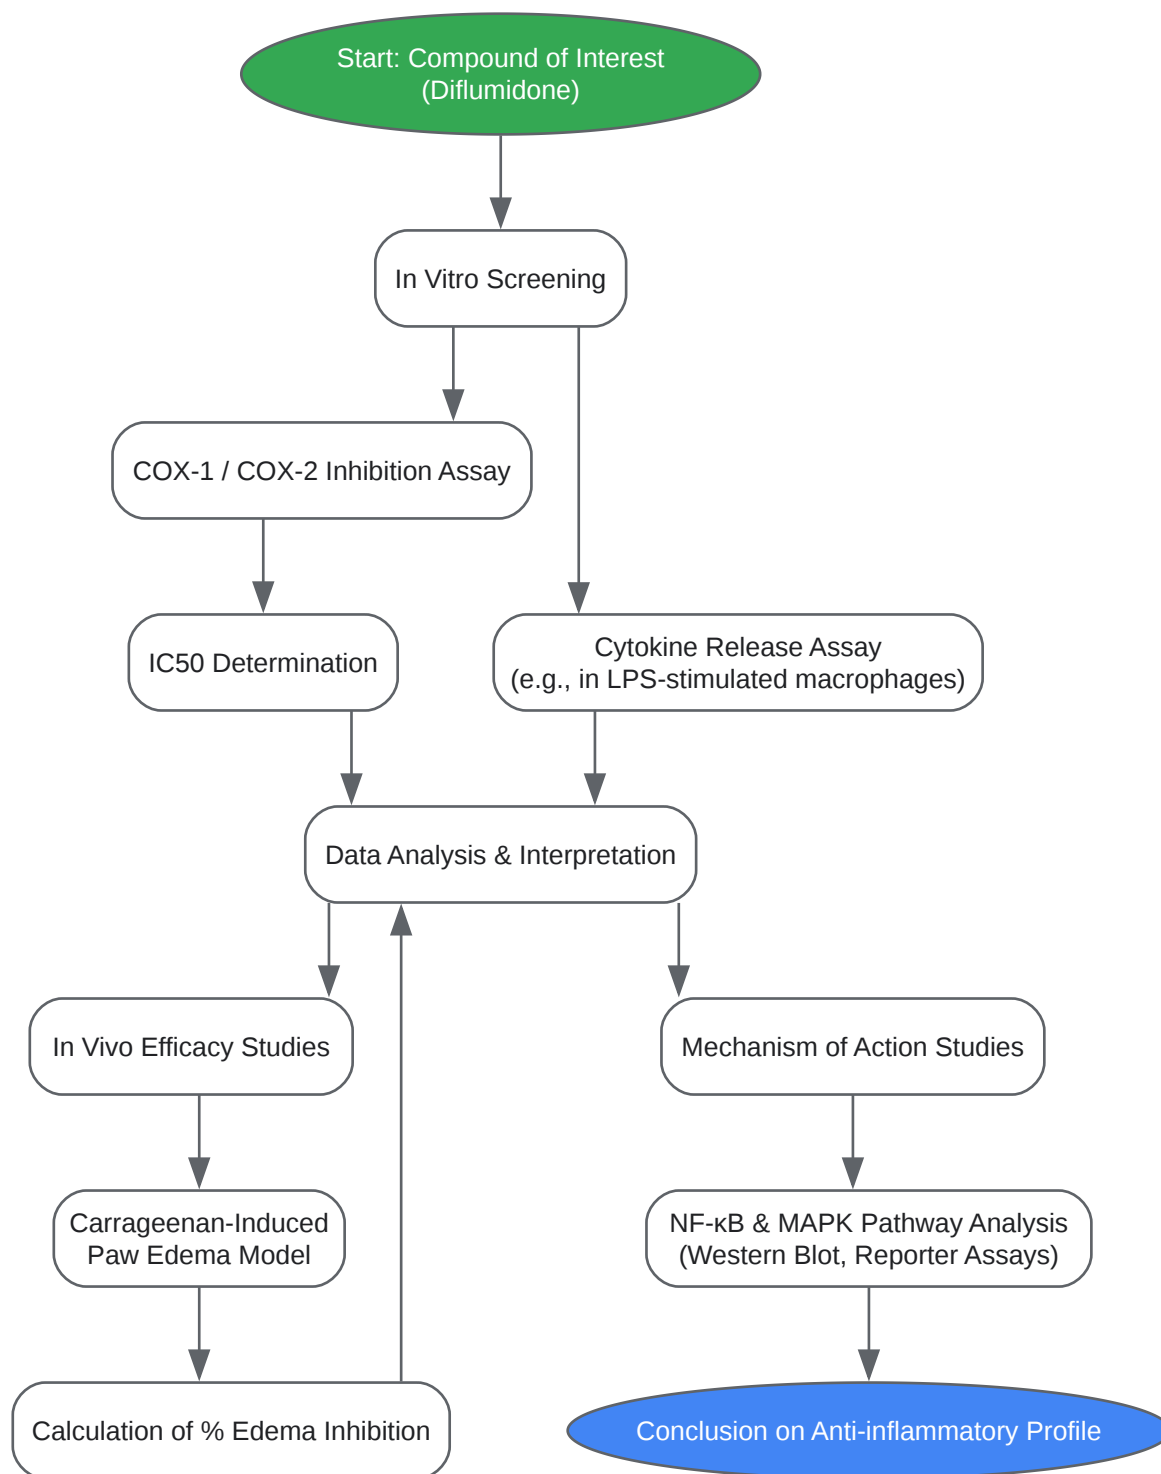 Start: Compound of Interest
(Diflumidone)
In Vitro Screening
COX-1 / COX-2 Inhibition Assay
IC50 Determination
Cytokine Release Assay
(e.g., in LPS-stimulated macrophages)
Data Analysis & Interpretation
In Vivo Efficacy Studies
Mechanism of Action Studies
Carrageenan-Induced
Paw Edema Model
NF-κB & MAPK Pathway Analysis
(Western Blot, Reporter Assays)
Calculation of % Edema Inhibition
Conclusion on Anti-inflammatory Profile